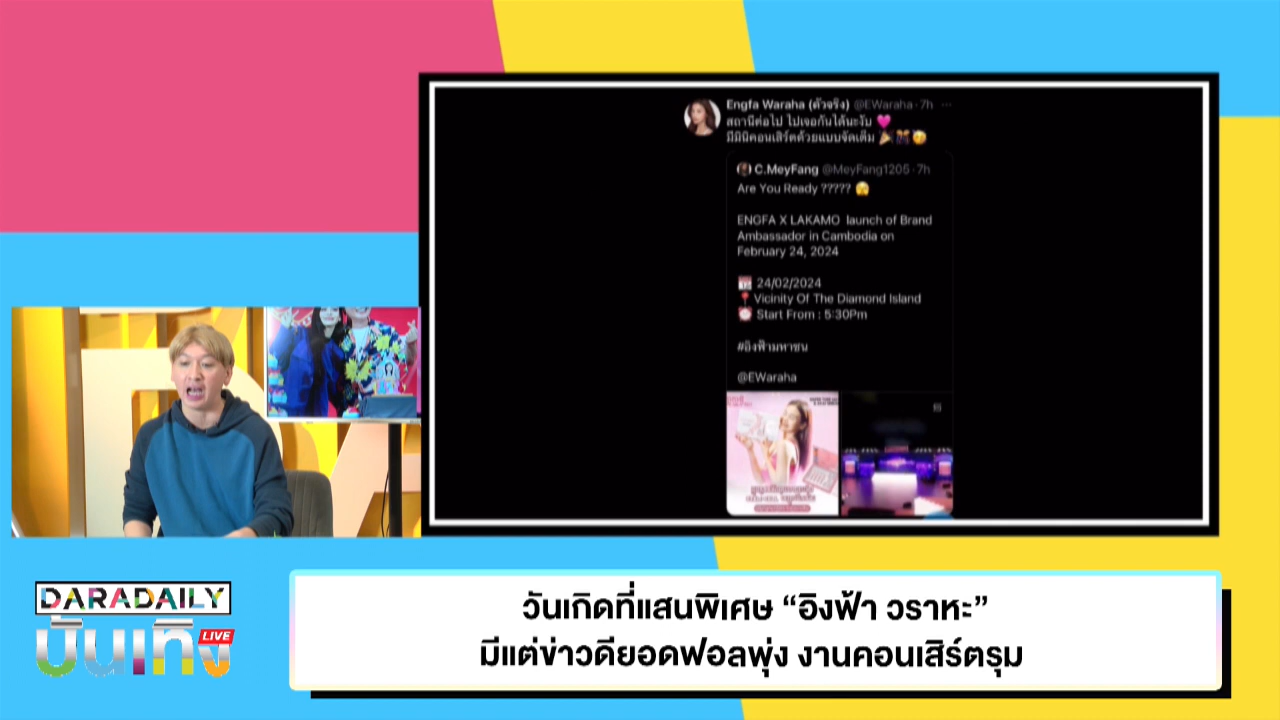 Engfa Waraha (ตัวจริง) @EWaraha · 7h ...
สถานีต่อไป ไปเจอกันได้นะงับ
มีมินิคอนเสิร์ตด้วยแบบจัดเต็ม
C.MeyFang @MeyFang1205 · 7h
Are You Ready ?????
ENGFA X LAKAMO launch of Brand
Ambassador in Cambodia on
February 24, 2024
24/02/2024
Vicinity Of The Diamond Island
Start From : 5:30Pm
#อิงฟ้ามหาชน
@EWaraha
DARADAILY
บันเทิง LIVE
วันเกิดที่แสนพิเศษ “อิงฟ้า วราหะ”
มีแต่ข่าวดียอดฟอลพุ่ง งานคอนเสิร์ตรุม